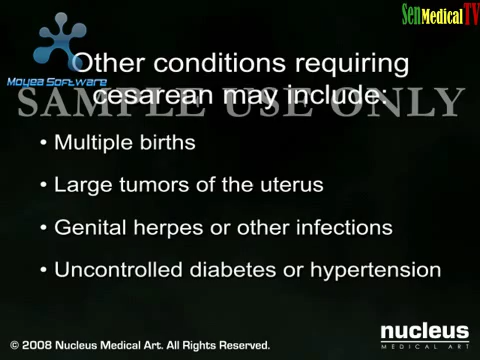 SenMedicalTV
Other conditions requiring
Moyea Software
cesarean may include:
SAMPLE USE ONLY
• Multiple births
• Large tumors of the uterus
• Genital herpes or other infections
• Uncontrolled diabetes or hypertension
nucleus
MEDICAL ART
© 2008 Nucleus Medical Art. All Rights Reserved.